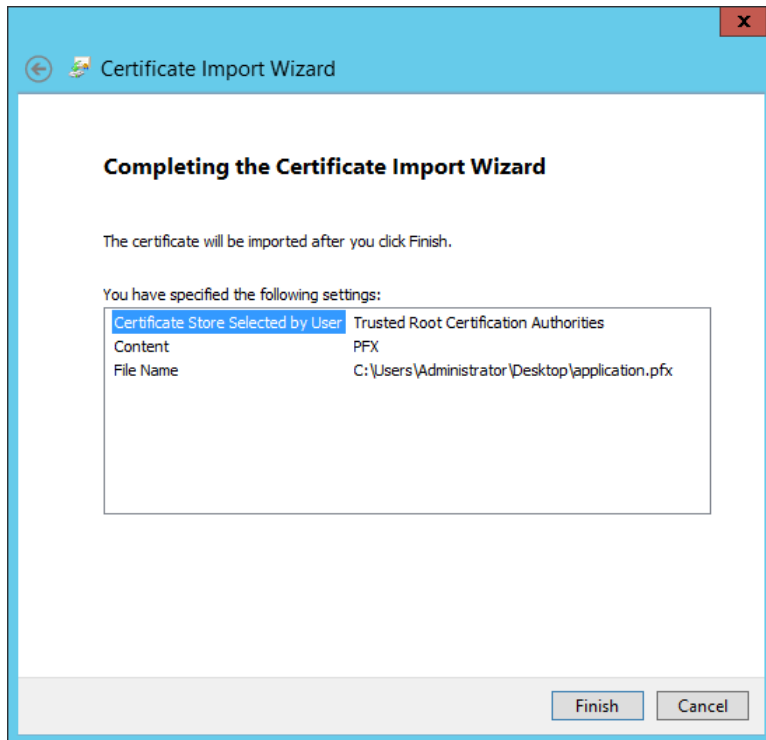 x
Certificate Import Wizard
Completing the Certificate Import Wizard
The certificate will be imported after you click Finish.
You have specified the following settings:
Certificate Store Selected by User Trusted Root Certification Authorities
Content PFX
File Name C:\Users\Administrator\Desktop\application.pfx
Finish Cancel